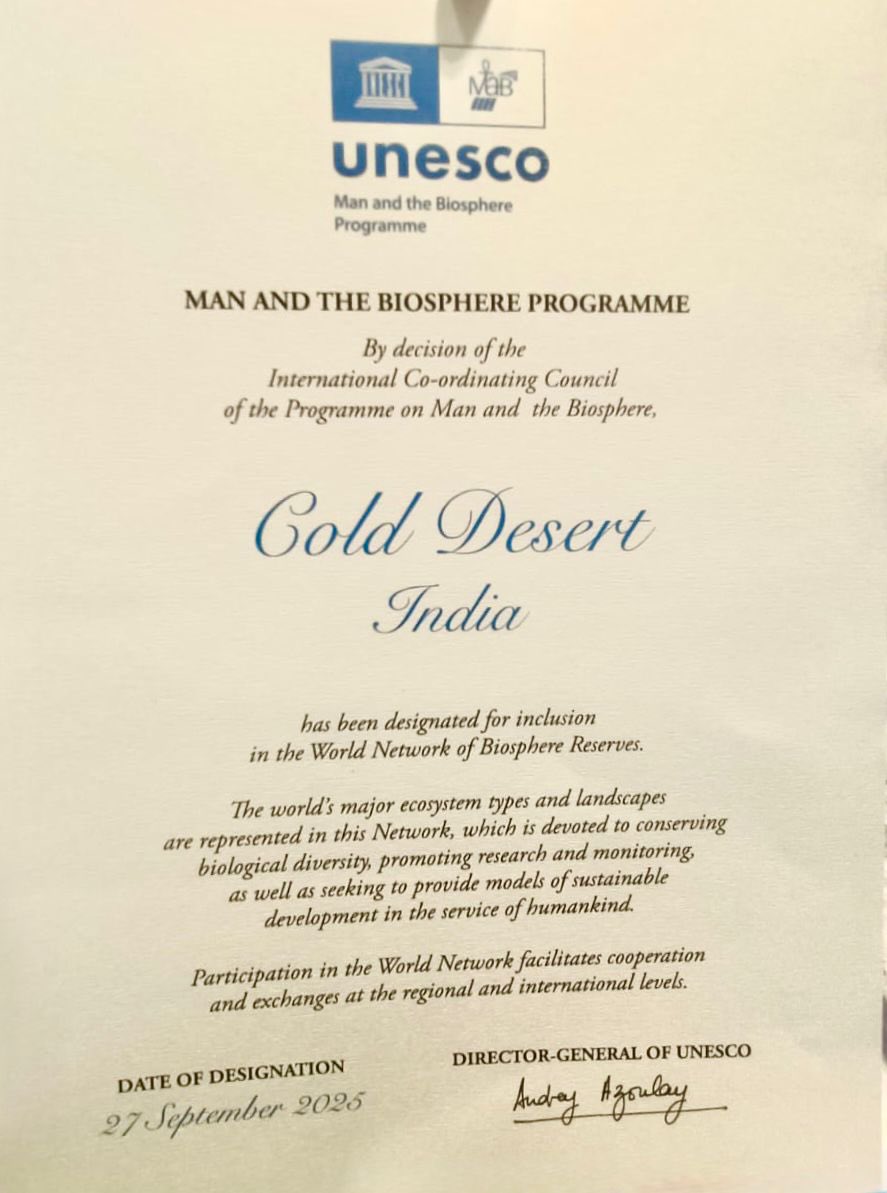 MaB
unesco
Man and the Biosphere
Programme
MAN AND THE BIOSPHERE PROGRAMME
By decision of the
International Co-ordinating Council
of the Programme on Man and the Biosphere,
Cold Desert
India
has been designated for inclusion
in the World Network of Biosphere Reserves.
The world's major ecosystem types and landscapes
are represented in this Network, which is devoted to conserving
biological diversity, promoting research and monitoring,
as well as seeking to provide models of sustainable
development in the service of humankind.
Participation in the World Network facilitates cooperation
and exchanges at the regional and international levels.
DATE OF DESIGNATION
27 September 2025
DIRECTOR-GENERAL OF UNESCO
Audrey Azoulay